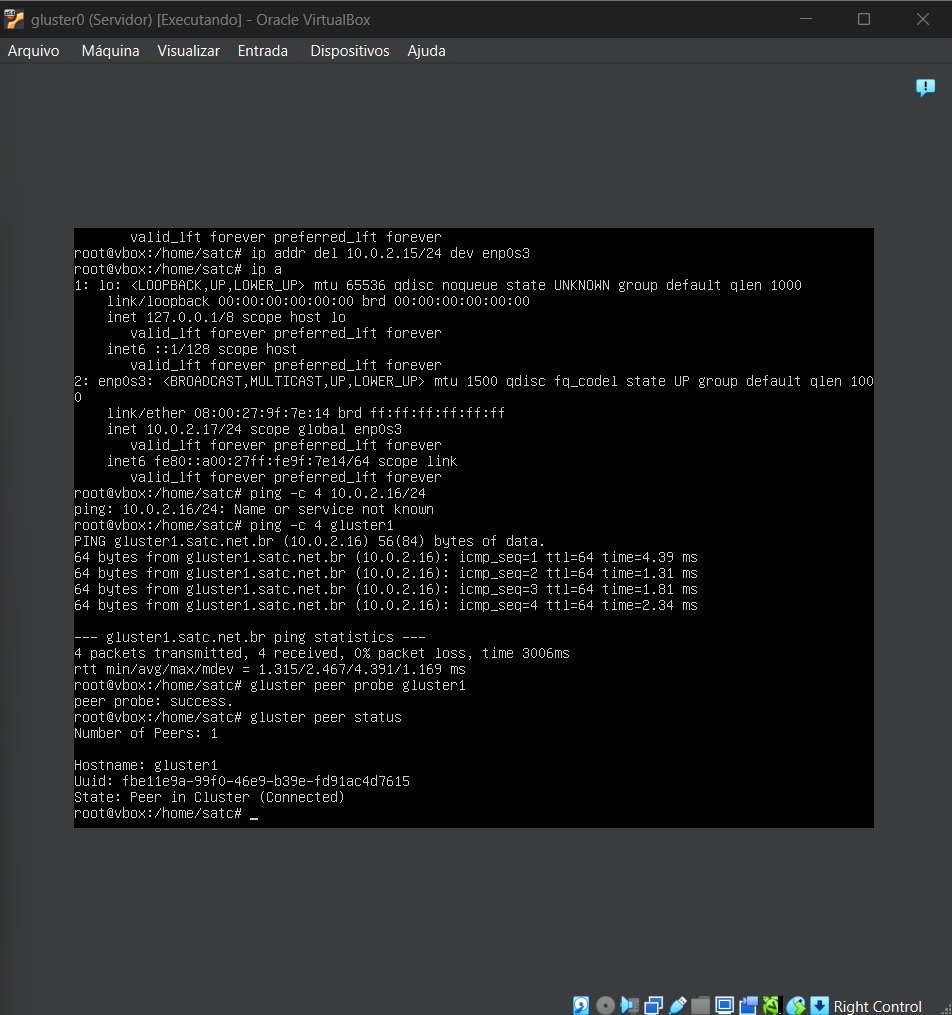 gluster0 (Servidor) [Executando] - Oracle VirtualBox
Arquivo Máquina Visualizar Entrada Dispositivos Ajuda
valid_lft forever preferred_lft forever
root@vbox:/home/satc# ip addr del 10.0.2.15/24 dev enp0s3
root@vbox:/home/satc# ip a
1: lo: <LOOPBACK,UP,LOWER_UP> mtu 65536 qdisc noqueue state UNKNOWN group default qlen 1000
link/loopback 00:00:00:00:00:00 brd 00:00:00:00:00:00
inet 127.0.0.1/8 scope host lo
valid_lft forever preferred_lft forever
inet6 ::1/128 scope host
valid_lft forever preferred_lft forever
2: enp0s3: <BROADCAST,MULTICAST,UP,LOWER_UP> mtu 1500 qdisc fq_codel state UP group default qlen 100
0
link/ether 08:00:27:9f:7e:14 brd ff:ff:ff:ff:ff:ff
inet 10.0.2.17/24 scope global enp0s3
valid_lft forever preferred_lft forever
inet6 fe80::a00:27ff:fe9f:7e14/64 scope link
valid_lft forever preferred_lft forever
root@vbox:/home/satc# ping -c 4 10.0.2.16/24
ping: 10.0.2.16/24: Name or service not known
root@vbox:/home/satc# ping -c 4 gluster1
PING gluster1.satc.net.br (10.0.2.16) 56(84) bytes of data.
64 bytes from gluster1.satc.net.br (10.0.2.16): icmp_seq=1 ttl=64 time=4.39 ms
64 bytes from gluster1.satc.net.br (10.0.2.16): icmp_seq=2 ttl=64 time=1.31 ms
64 bytes from gluster1.satc.net.br (10.0.2.16): icmp_seq=3 ttl=64 time=1.81 ms
64 bytes from gluster1.satc.net.br (10.0.2.16): icmp_seq=4 ttl=64 time=2.34 ms
--- gluster1.satc.net.br ping statistics ---
4 packets transmitted, 4 received, 0% packet loss, time 3006ms
rtt min/avg/max/mdev = 1.315/2.467/4.391/1.169 ms
root@vbox:/home/satc# gluster peer probe gluster1
peer probe: success.
root@vbox:/home/satc# gluster peer status
Number of Peers: 1
Hostname: gluster1
Uuid: fbe11e9a-99f0-46e9-b39e-fd91ac4d7615
State: Peer in Cluster (Connected)
root@vbox:/home/satc# _
Right Control